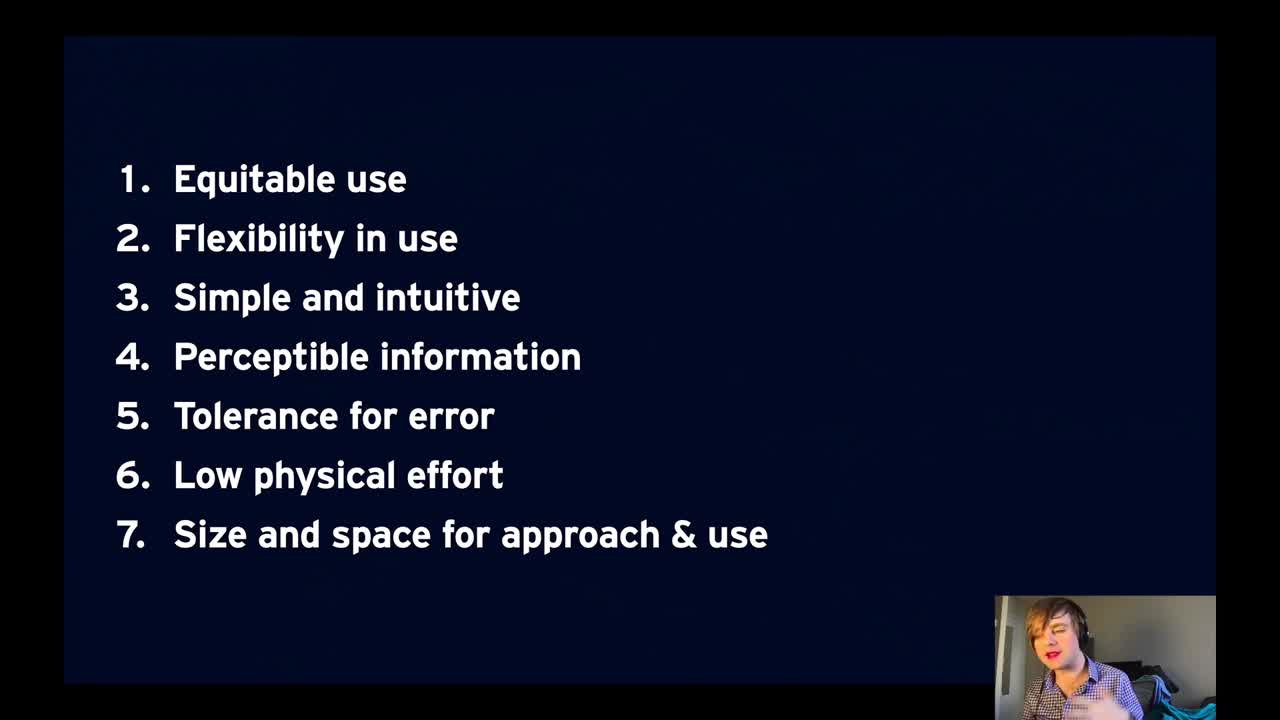 1. Equitable use
2. Flexibility in use
3. Simple and intuitive
4. Perceptible information
5. Tolerance for error
6. Low physical effort
7. Size and space for approach & use